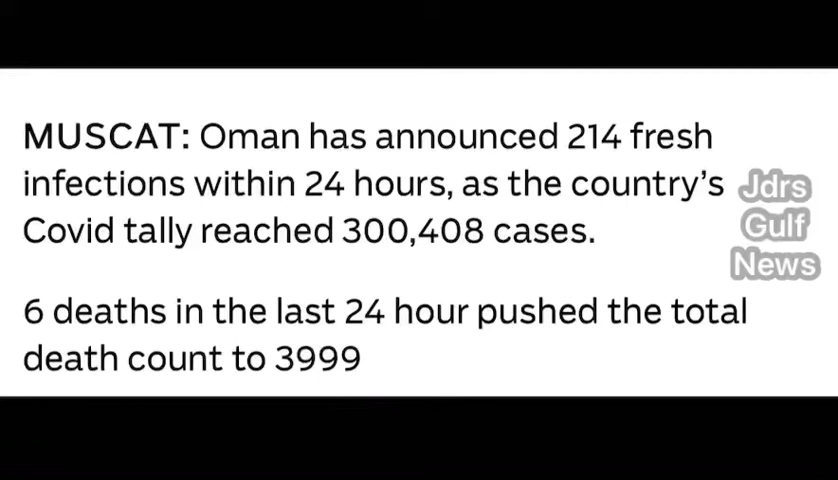 MUSCAT: Oman has announced 214 fresh
infections within 24 hours, as the country’s
Covid tally reached 300,408 cases.
6 deaths in the last 24 hour pushed the total
death count to 3999
Jdrs
Gulf
News